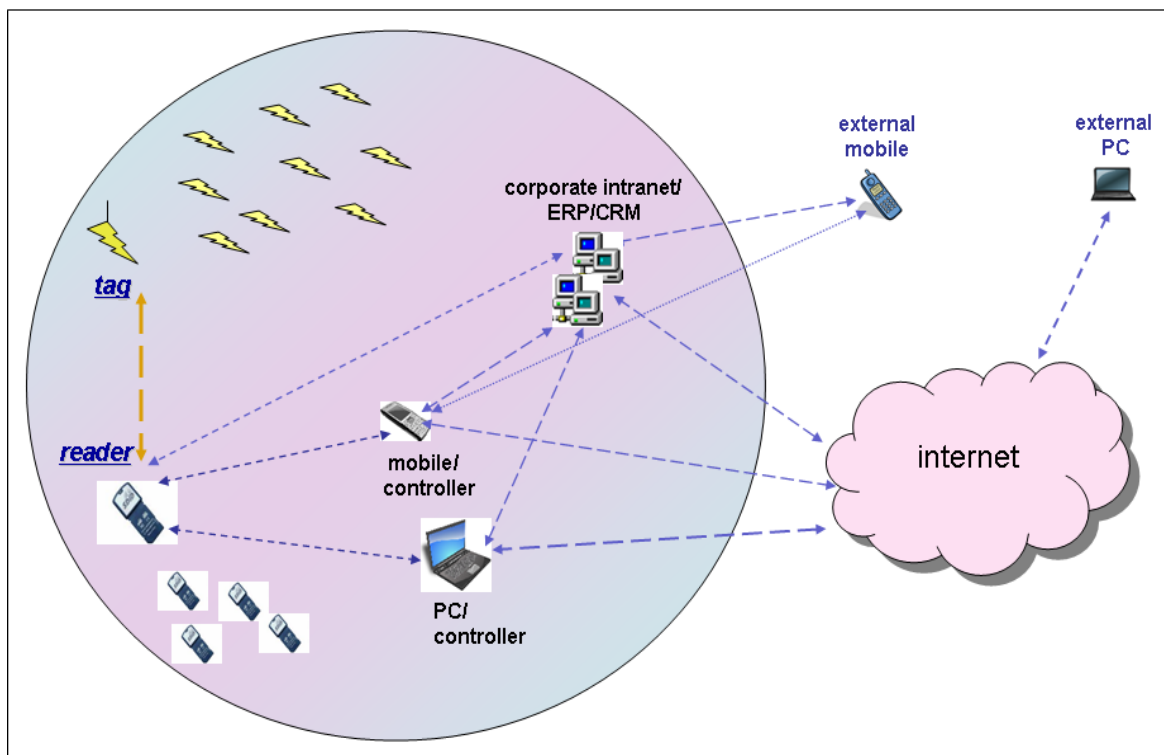 external
mobile
external
PC
corporate intranet/
ERP/CRM
tag
reader
mobile/
controller
internet
PC/
controller